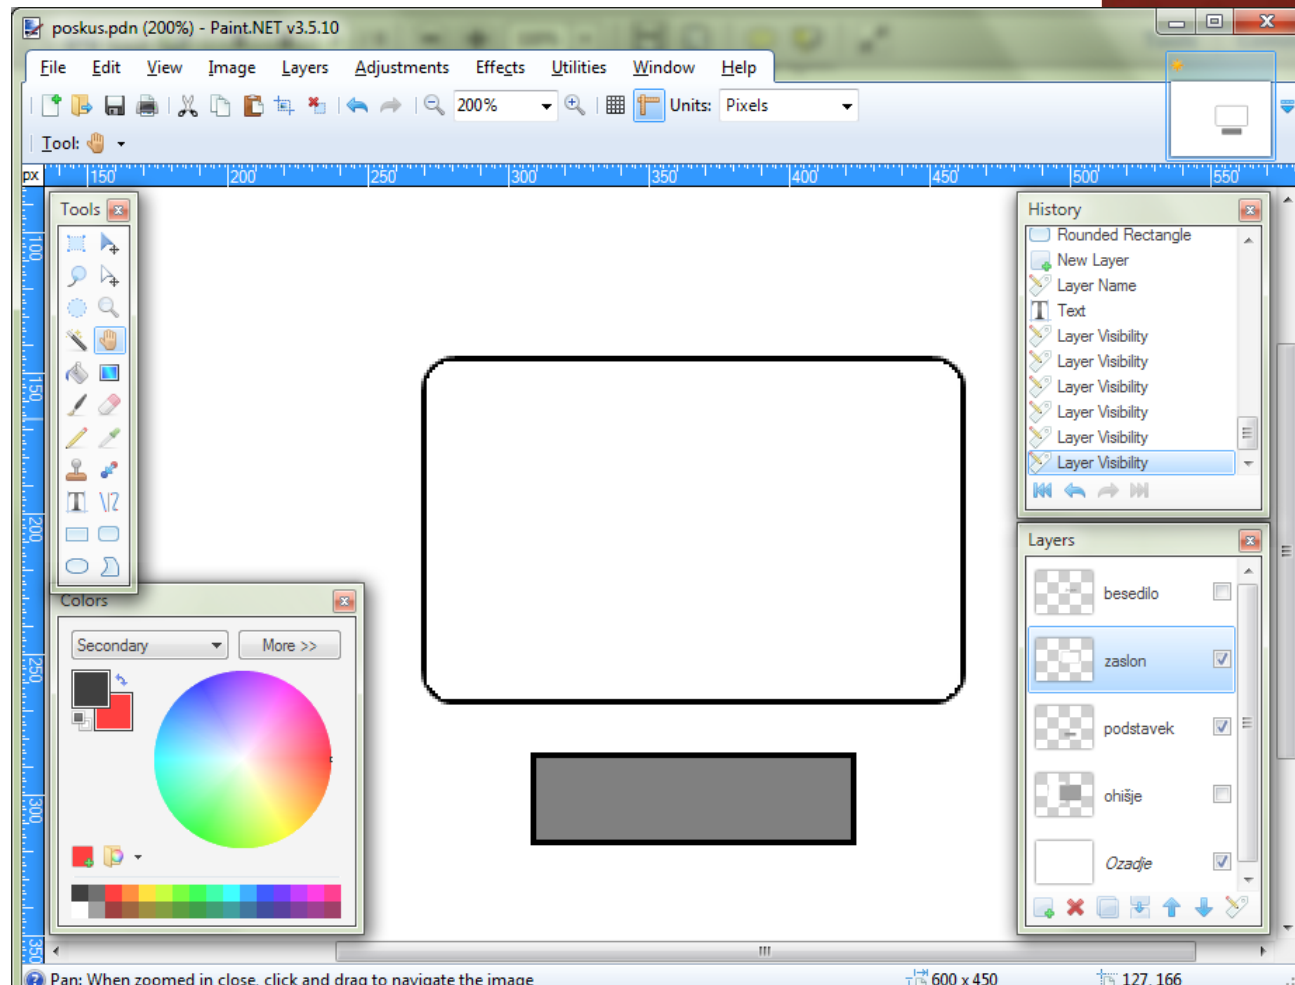 poskus.pdn (200%) - Paint.NET v3.5.10
File Edit View Image Layers Adjustments Effects Utilities Window Help
200% Units: Pixels
Tool:
px 150 200 250 300 350 400 450 500 550
100
150
200
250
300
350
Tools
History
Rounded Rectangle
New Layer
Layer Name
Text
Layer Visibility
Layer Visibility
Layer Visibility
Layer Visibility
Layer Visibility
Layer Visibility
Layers
besedilo
zaslon
podstavek
ohišje
Ozadje
Colors
Secondary More >>
Pan: When zoomed in close, click and drag to navigate the image 600 x 450 127, 166